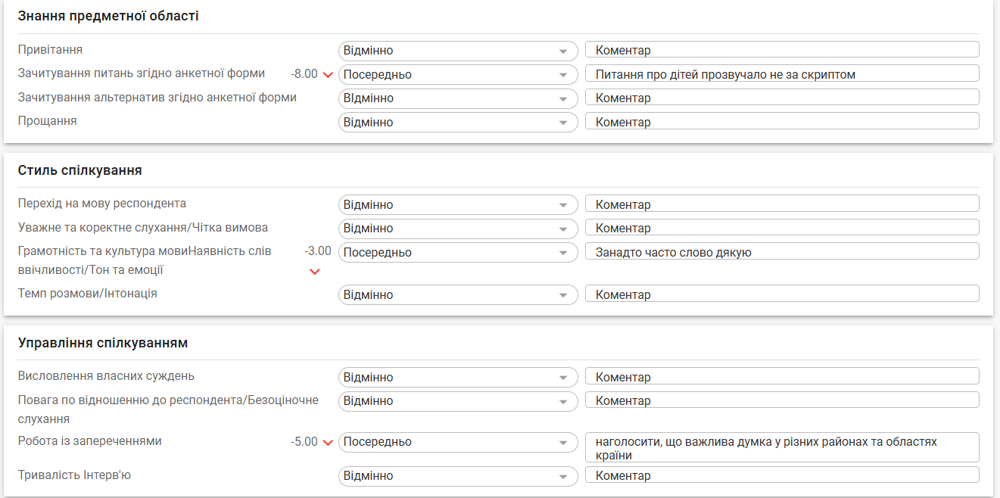 Знання предметної області
Привітання Відмінно Коментар
Зачитування питань згідно анкетної форми -8.00 Посередньо Питання про дітей прозвучало не за скриптом
Зачитування альтернатив згідно анкетної форми ВІдмінно Коментар
Прощання Відмінно Коментар
Стиль спілкування
Перехід на мову респондента Відмінно Коментар
Уважне та коректне слухання/Чітка вимова Відмінно Коментар
Грамотність та культура мовиНаявність слів -3.00 Посередньо Занадто часто слово дякую
ввічливості/Тон та емоції
Темп розмови/Інтонація Відмінно Коментар
Управління спілкуванням
Висловлення власних суждень Відмінно Коментар
Повага по відношенню до респондента/Безоціночне Відмінно Коментар
слухання
Робота із запереченнями -5.00 Посередньо наголосити, що важлива думка у різних районах та областях
країни
Тривалість Інтерв'ю Відмінно Коментар